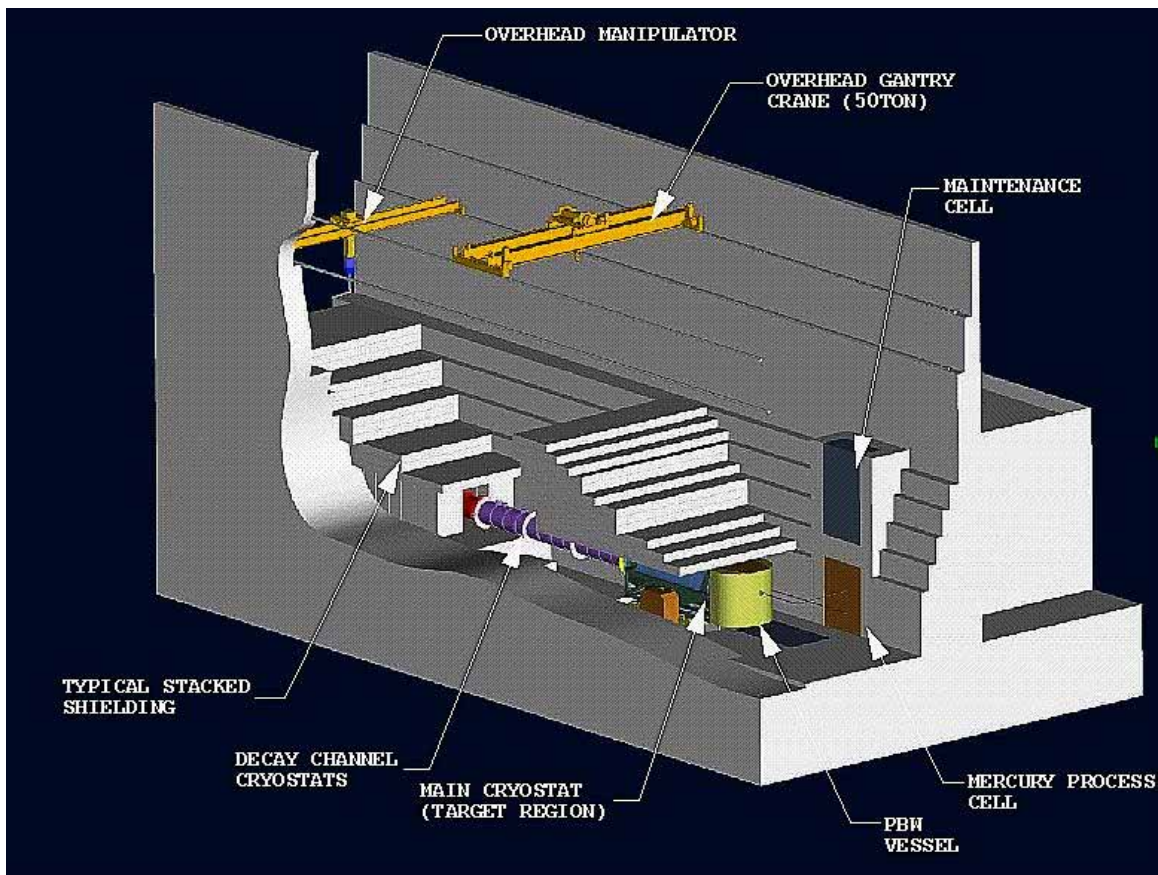 OVERHEAD MANIPULATOR
OVERHEAD GANTRY
CRANE (50TON)
MAINTENANCE
CELL
TYPICAL STACKED
SHIELDING
DECAY CHANNEL
CRYOSTATS
MAIN CRYOSTAT
(TARGET REGION)
MERCURY PROCESS
CELL
PBW
VESSEL